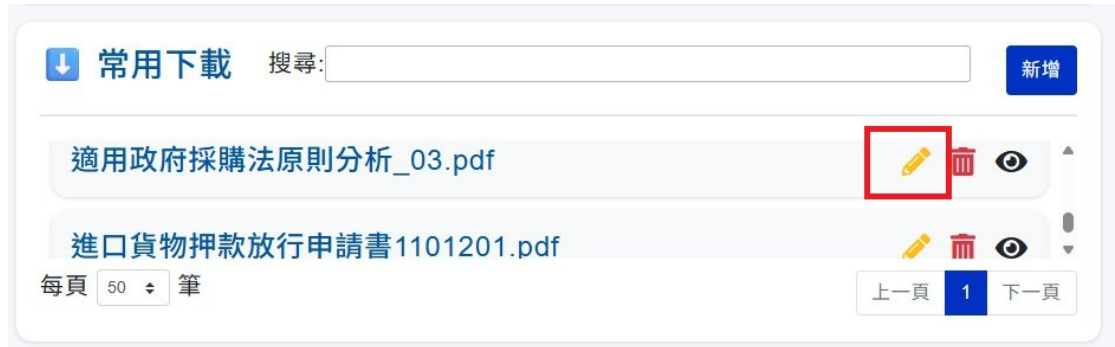 常用下載 搜尋: 新增
適用政府採購法原則分析_03.pdf
進口貨物押款放行申請書1101201.pdf
每頁 50 筆 上一頁 1 下一頁